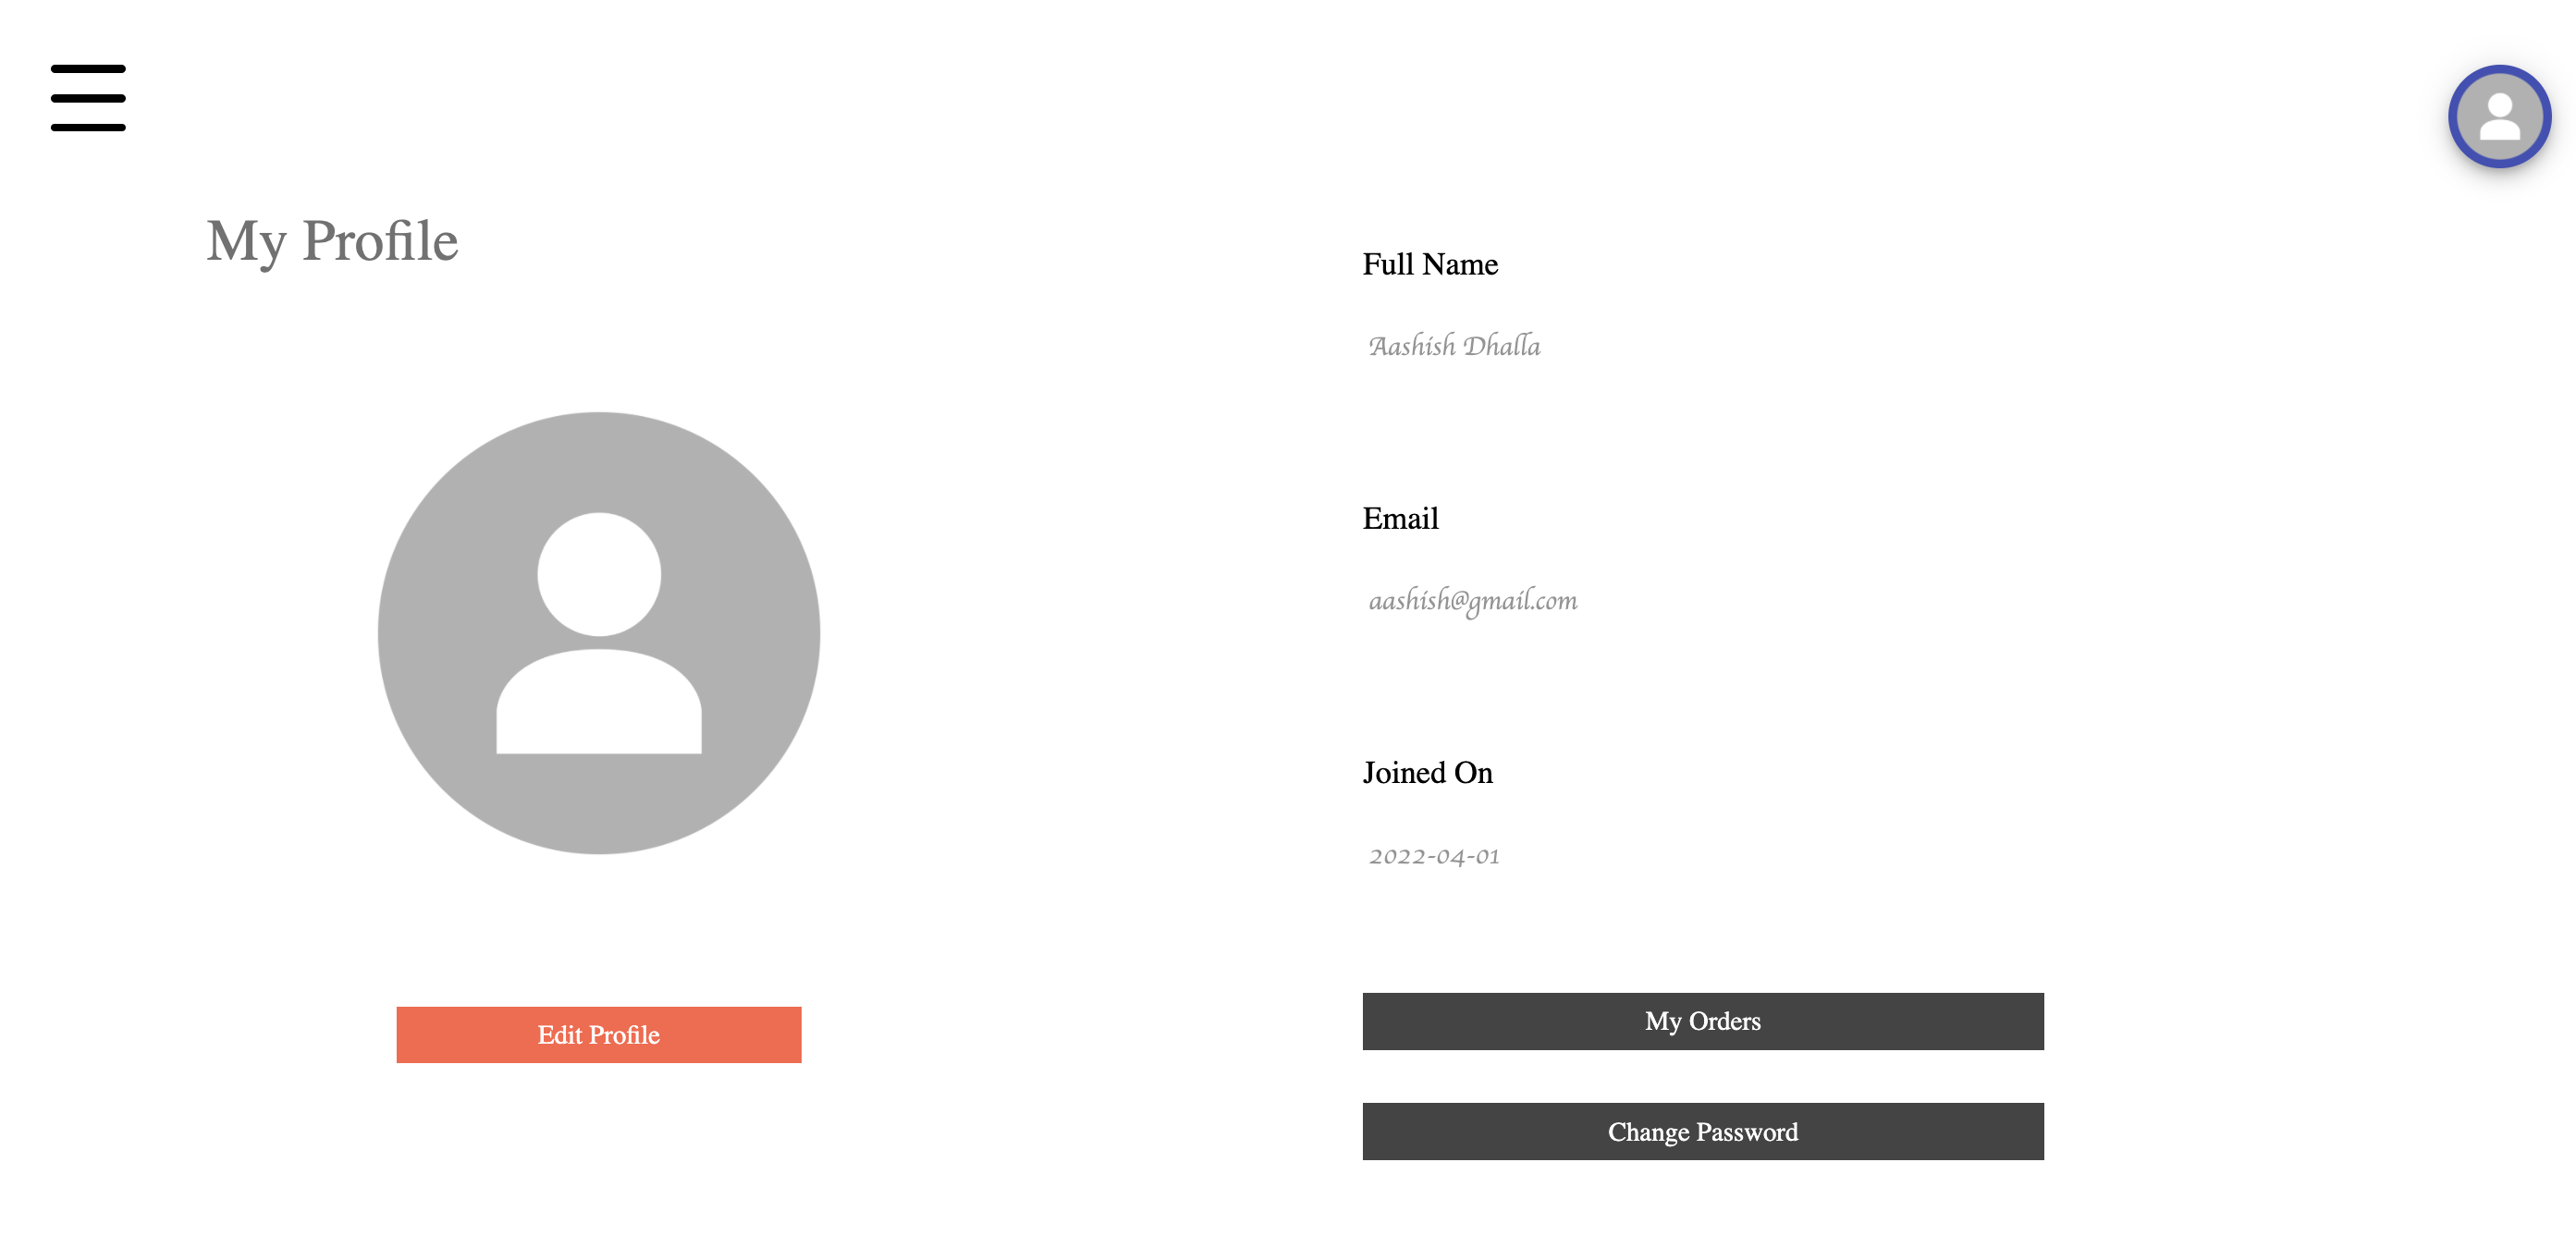 My Profile
Full Name
Aashish Dhalla
Email
aashish@gmail.com
Joined On
2022-04-01
Edit Profile
My Orders
Change Password